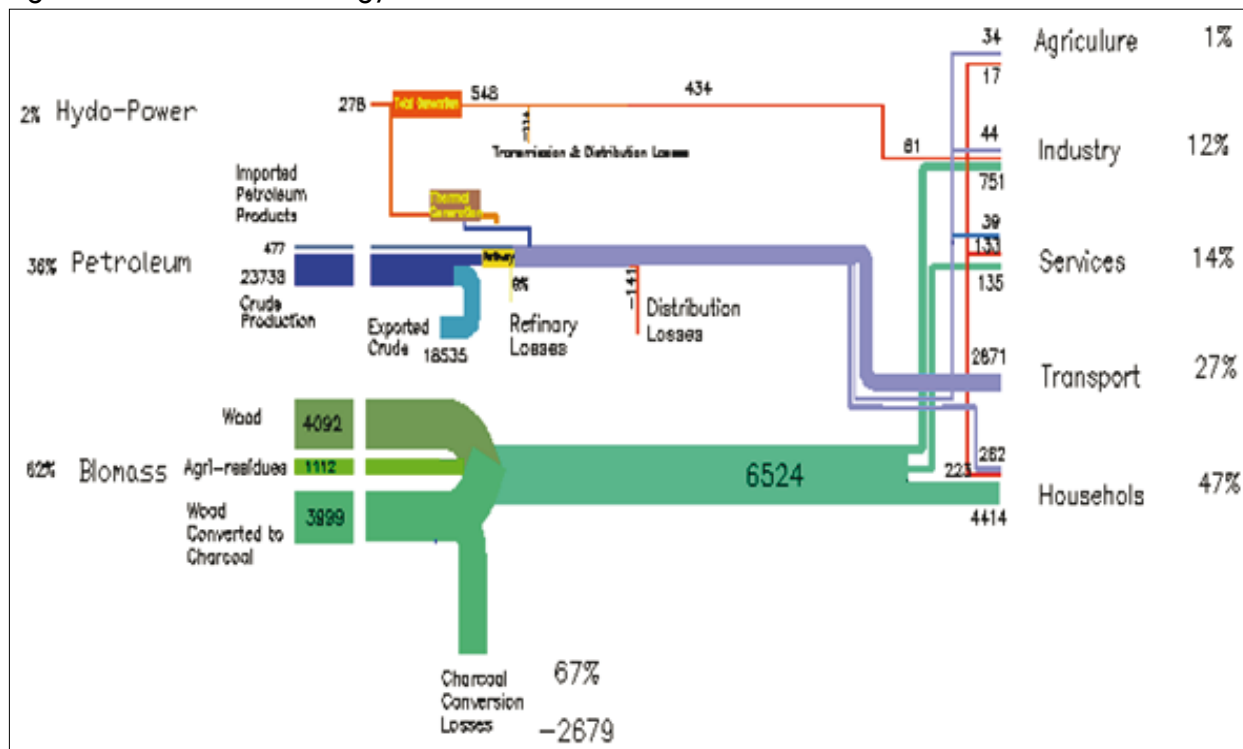 34
Agriculure 1%
17
2% Hydo-Power
278
548
434
Transmission & Distribution Losses
61
44
Industry 12%
751
Imported
Petroleum
Products
Thermal
Generation
36% Petroleum
477
23738
Crude
Production
Exported
Crude
18535
6%
Refinary
Losses
-141
Distribution
Losses
39
133
Services 14%
135
2671
Transport 27%
Wood
4092
62% Biomass
Agri-residues
1112
Wood
Converted to
Charcoal
3999
6524
262
223
Househols 47%
4414
Charcoal
Conversion
Losses
67%
-2679